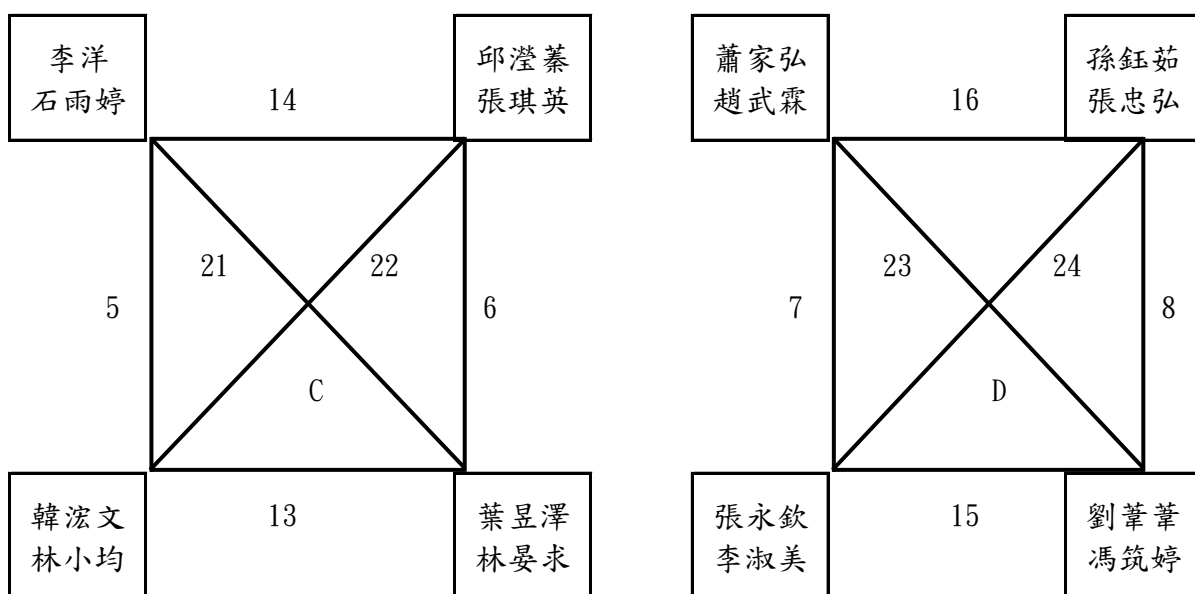 李洋
石雨婷
14
邱瀅蓁
張琪英
蕭家弘
趙武霖
16
孫鈺茹
張忠弘
21
22
23
24
5
6
7
8
C
D
韓浤文
林小均
13
葉昱澤
林晏求
張永欽
李淑美
15
劉葦葦
馮筑婷